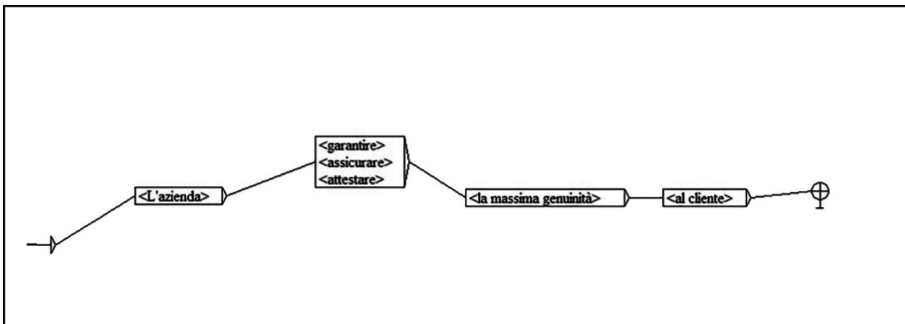 <L'azienda>
<garantire>
<assicurare>
<attestare>
<la massima genuinità>
<al cliente>